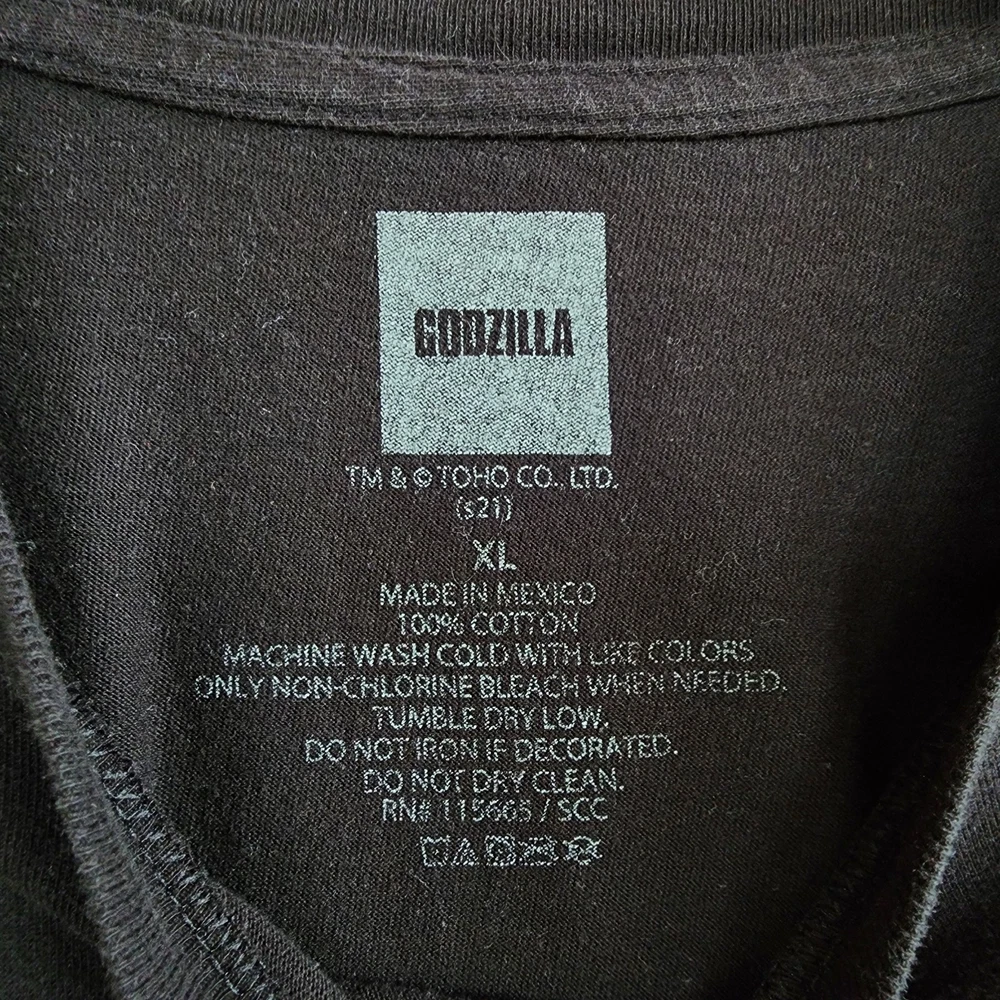 GODZILLA
TM & © TOHO CO., LTD.
(s21)
XL
MADE IN MEXICO
100% COTTON
MACHINE WASH COLD WITH LIKE COLORS
ONLY NON-CHLORINE BLEACH WHEN NEEDED.
TUMBLE DRY LOW.
DO NOT IRON IF DECORATED.
DO NOT DRY CLEAN.
RN# 115665 / SCC